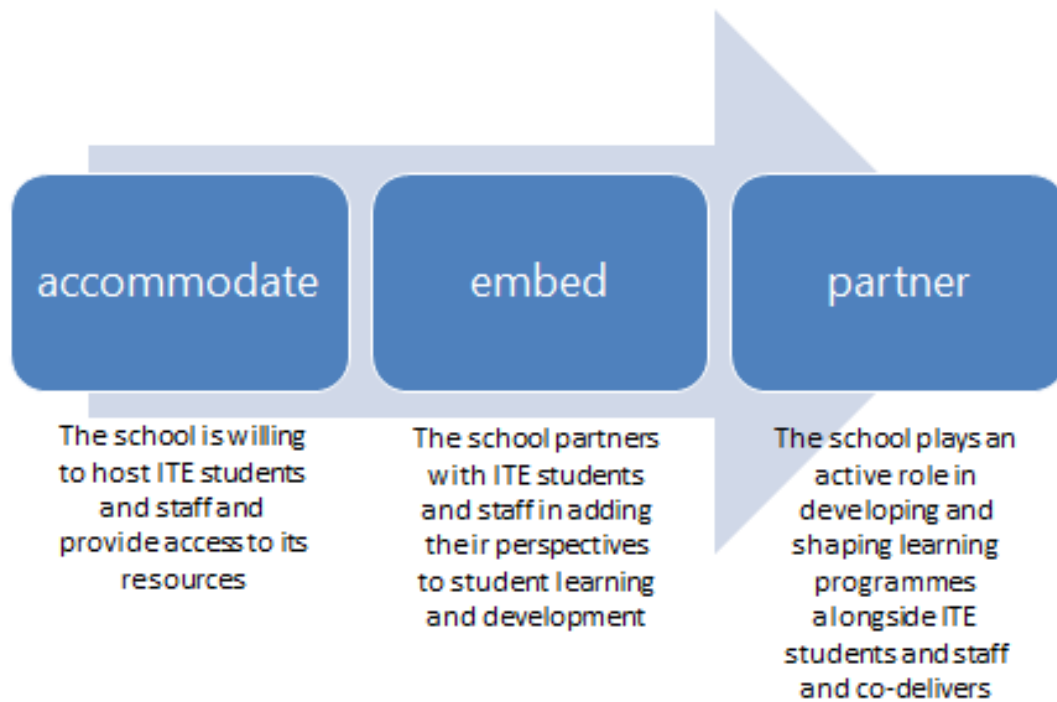 accommodate
embed
partner
The school is willing
to host ITE students
and staff and
provide access to its
resources
The school partners
with ITE students
and staff in adding
their perspectives
to student learning
and development
The school plays an
active role in
developing and
shaping learning
programmes
alongside ITE
students and staff
and co-delivers